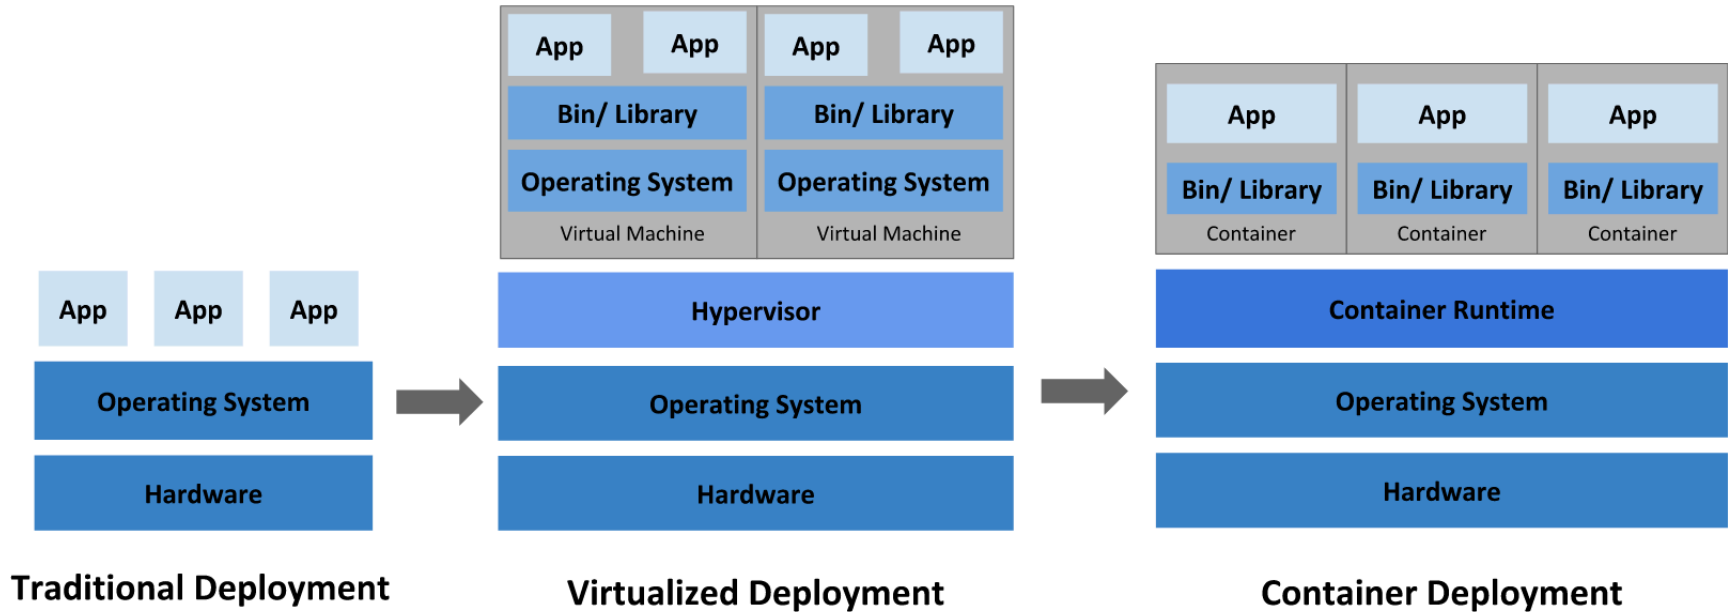 App
App
App
Operating System
Hardware
Traditional Deployment
App
App
App
App
Bin/ Library
Bin/ Library
Operating System
Operating System
Virtual Machine
Virtual Machine
Hypervisor
Operating System
Hardware
Virtualized Deployment
App
App
App
Bin/ Library
Bin/ Library
Bin/ Library
Container
Container
Container
Container Runtime
Operating System
Hardware
Container Deployment